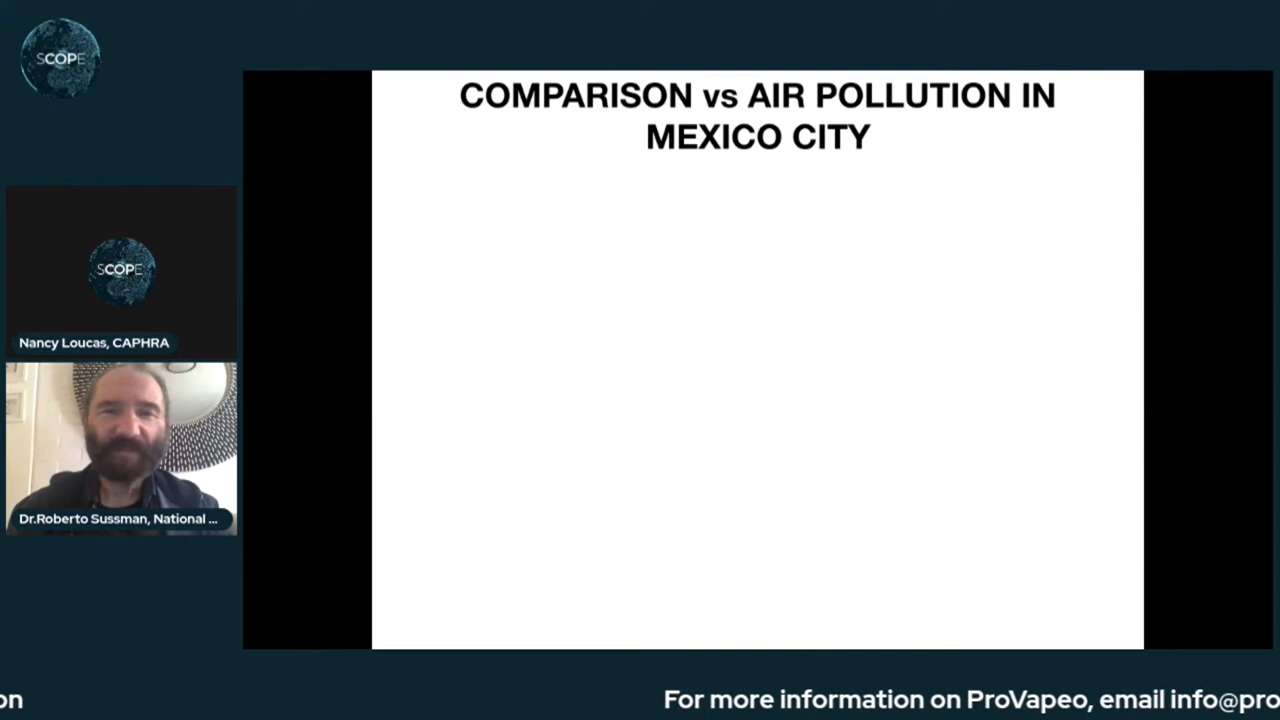 SCOPE
COMPARISON vs AIR POLLUTION IN
MEXICO CITY
SCOPE
Nancy Loucas, CAPHRA
Dr.Roberto Sussman, National ...
on
For more information on ProVapeo, email info@pro